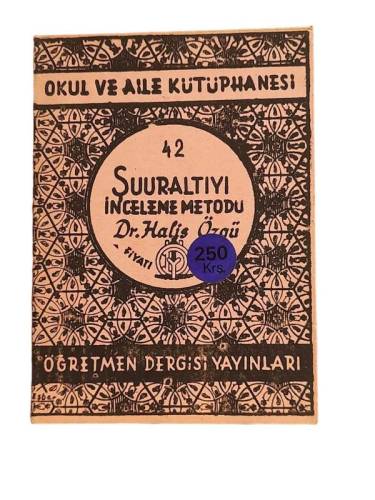 OKUL VE AİLE KÜTÜPHANESİ
42
ŞUURALTIYI
İNCELEME METODU
Dr. Halis Özgü
FİYATI
250
Krş.
ÖĞRETMEN DERGİSİ YAYINLARI